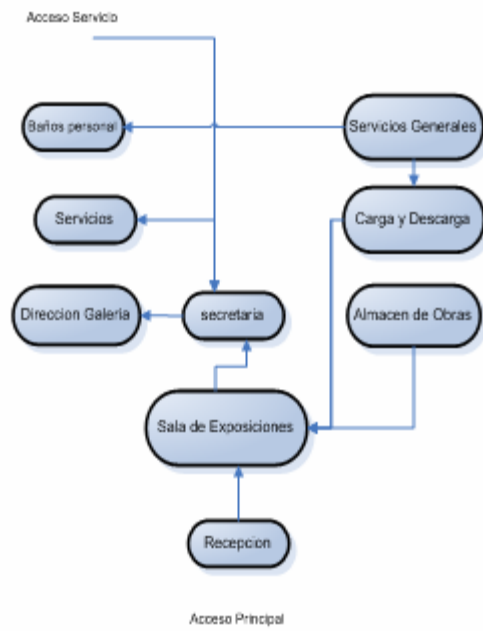 Acceso Servicio
Baños personal
Servicios Generales
Servicios
Carga y Descarga
Direccion Galeria
secretaria
Almacen de Obras
Sala de Exposiciones
Recepcion
Acceso Principal